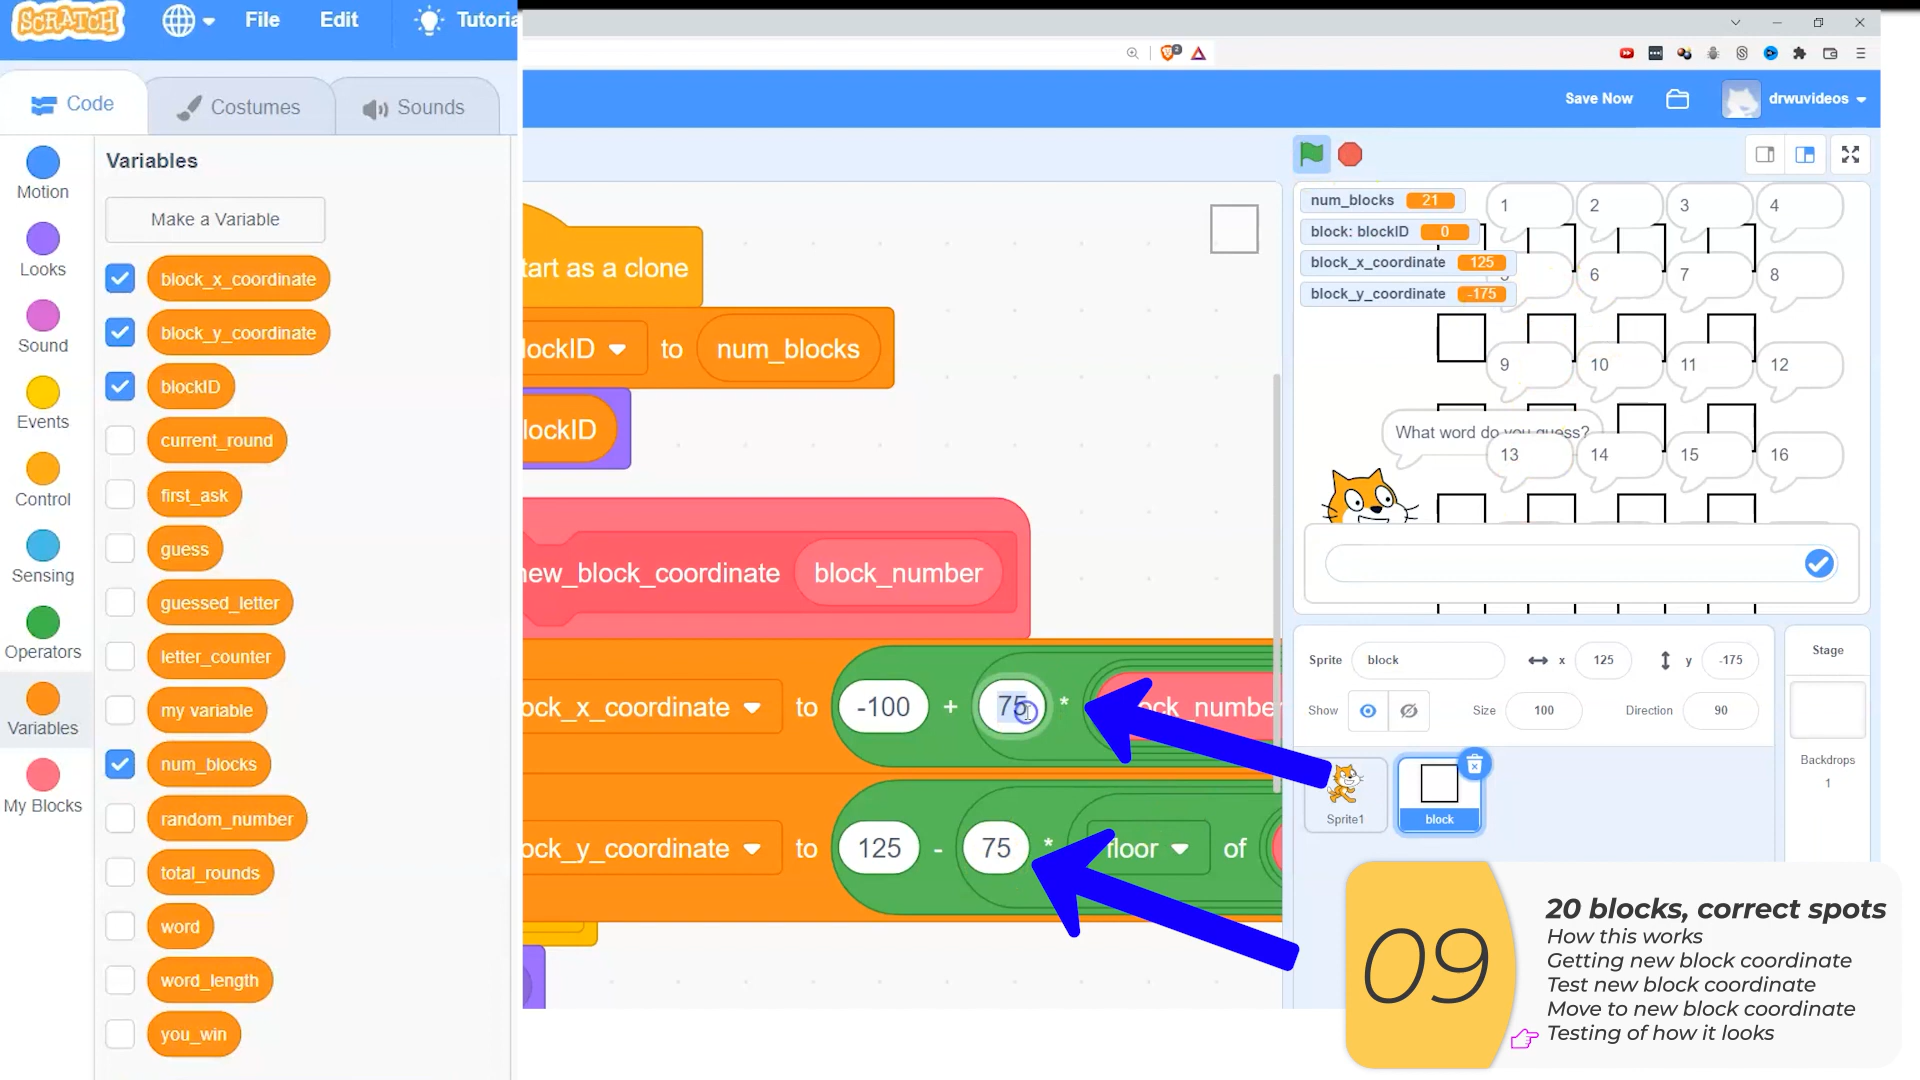 SCRATCH
File
Edit
Tutoria
Code
Costumes
Sounds
Motion
Looks
Sound
Events
Control
Sensing
Operators
Variables
My Blocks
Variables
Make a Variable
block_x_coordinate
block_y_coordinate
blockID
current_round
first_ask
guess
guessed_letter
letter_counter
my variable
num_blocks
random_number
total_rounds
word
word_length
you_win
tart as a clone
lockID to num_blocks
lockID
new_block_coordinate block_number
ock_x_coordinate to -100 + 75 * ock_number
ock_y_coordinate to 125 - 75 * floor of
Save Now
drwuvideos
num_blocks 21
block: blockID 0
block_x_coordinate 125
block_y_coordinate -175
1 2 3 4
5 6 7 8
9 10 11 12
What word do you guess?
13 14 15 16
Sprite block x 125 y -175
Show Size 100 Direction 90
Sprite1
block
Stage
Backdrops
1
09
20 blocks, correct spots
How this works
Getting new block coordinate
Test new block coordinate
Move to new block coordinate
Testing of how it looks